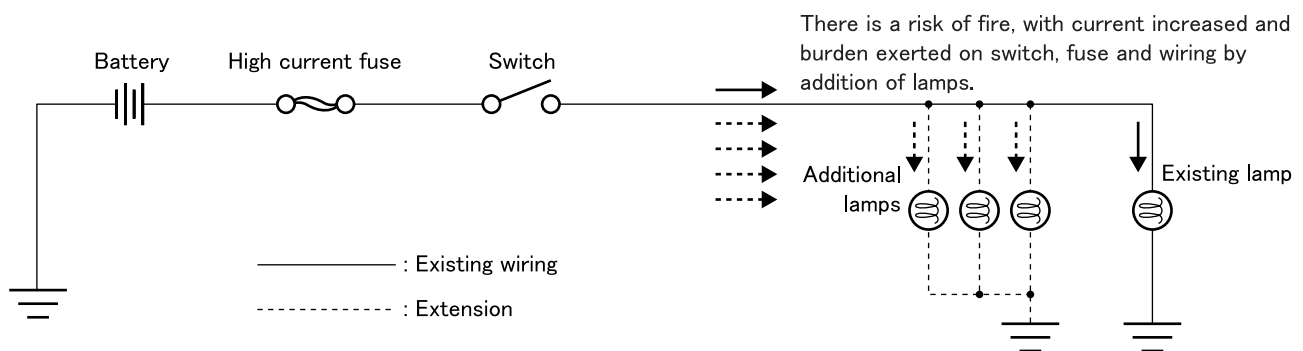 There is a risk of fire, with current increased and
burden exerted on switch, fuse and wiring by
addition of lamps.
Battery
High current fuse
Switch
Additional
lamps
Existing lamp
: Existing wiring
: Extension